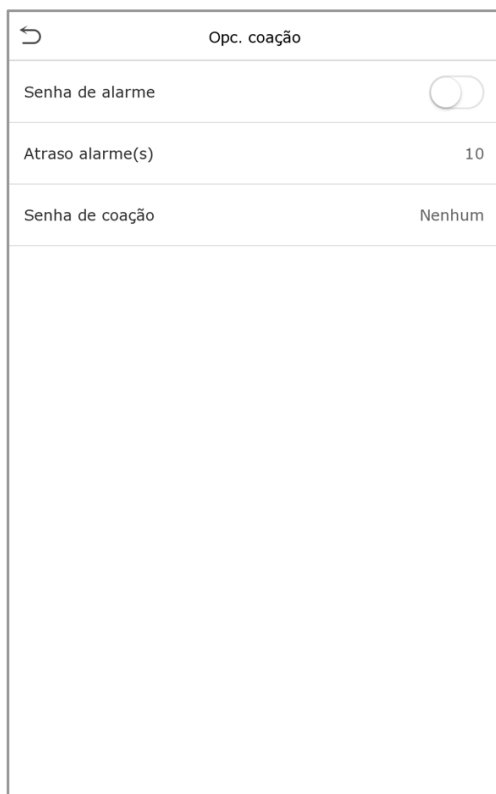 Opc. coação
Senha de alarme
Atraso alarme(s) 10
Senha de coação Nenhum